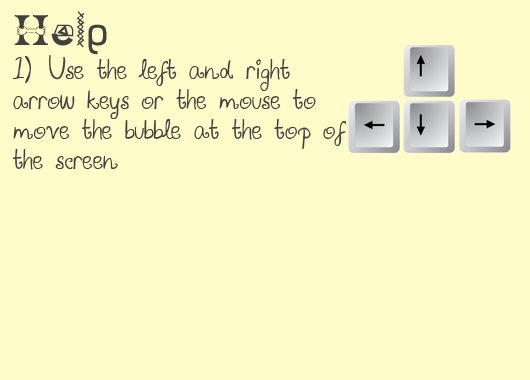 Help
1) Use the left and right
arrow keys or the mouse to
move the bubble at the top of
the screen